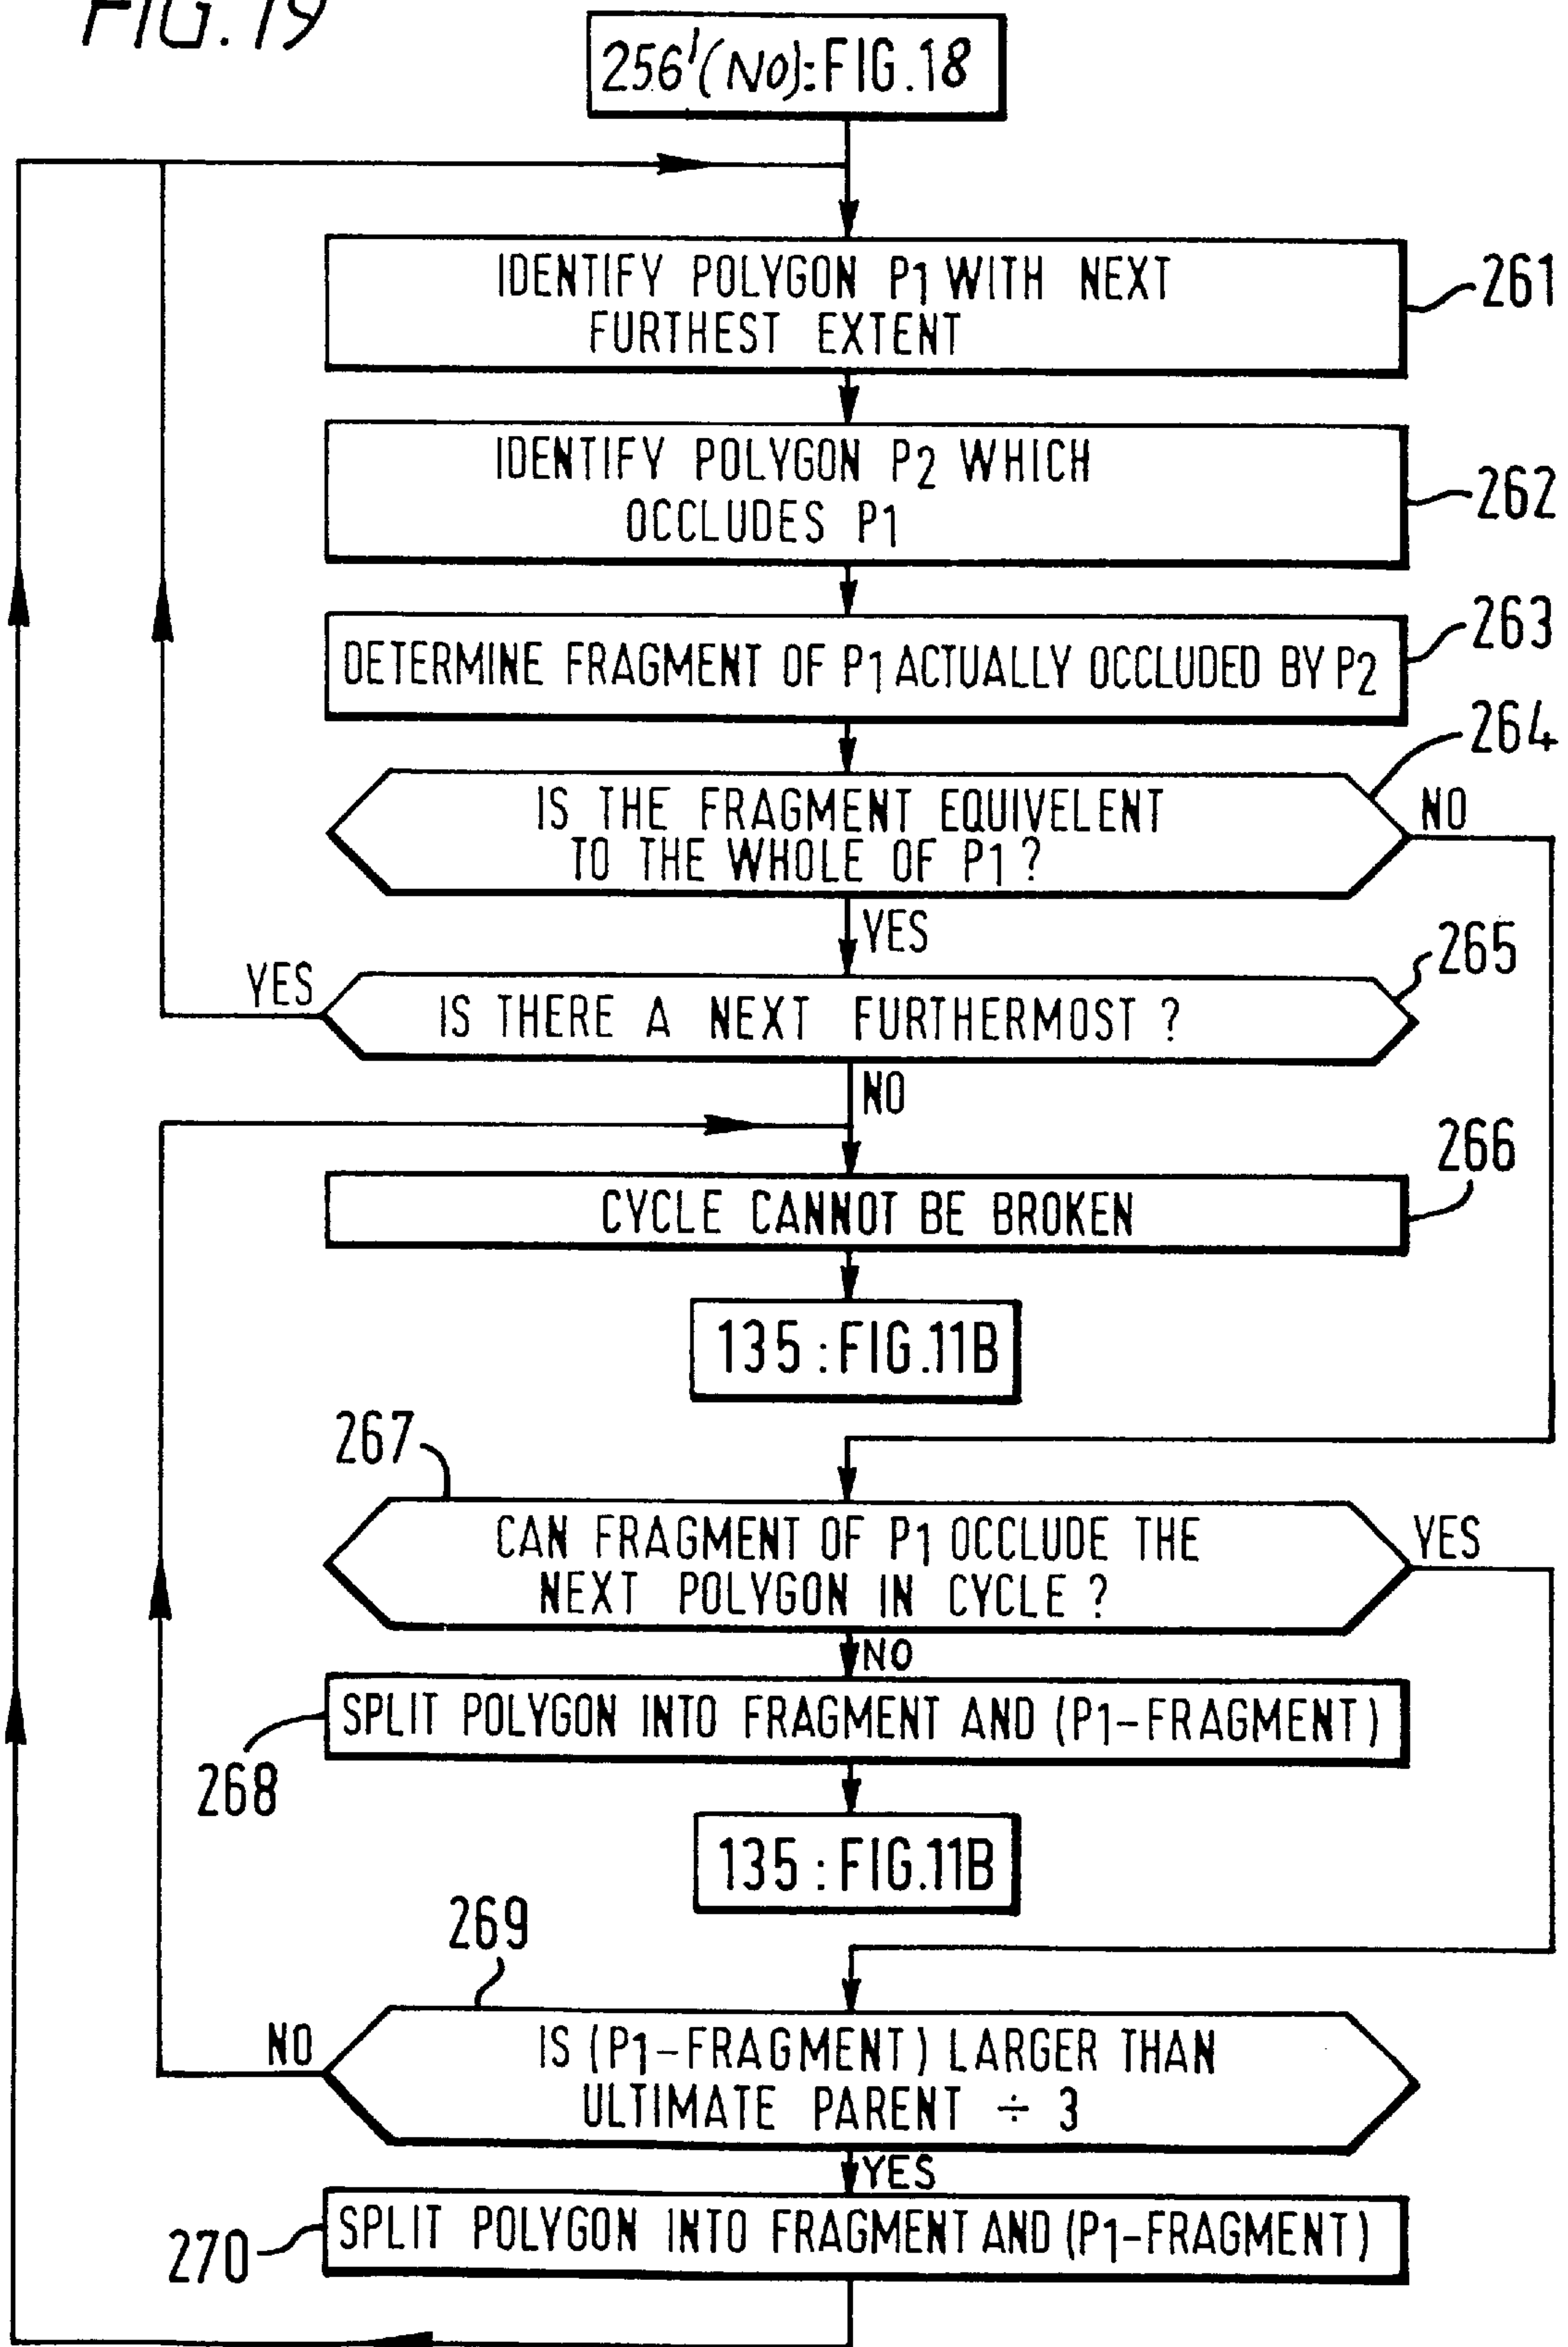 FIG. 19
256'(NO):FIG.18
IDENTIFY POLYGON P1 WITH NEXT
FURTHEST EXTENT
261
IDENTIFY POLYGON P2 WHICH
OCCLUDES P1
262
DETERMINE FRAGMENT OF P1 ACTUALLY OCCLUDED BY P2
263
264
IS THE FRAGMENT EQUIVELENT
TO THE WHOLE OF P1 ?
NO
YES
265
YES
IS THERE A NEXT FURTHERMOST ?
NO
266
CYCLE CANNOT BE BROKEN
135 : FIG.11B
267
CAN FRAGMENT OF P1 OCCLUDE THE
NEXT POLYGON IN CYCLE ?
YES
NO
SPLIT POLYGON INTO FRAGMENT AND (P1-FRAGMENT)
268
135 : FIG.11B
269
NO
IS (P1-FRAGMENT) LARGER THAN
ULTIMATE PARENT ÷ 3
YES
SPLIT POLYGON INTO FRAGMENT AND (P1-FRAGMENT)
270